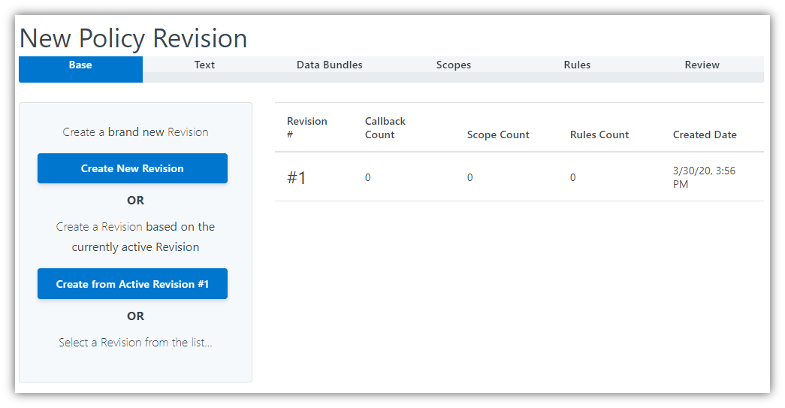 New Policy Revision
Base Text Data Bundles Scopes Rules Review
Create a brand new Revision
Create New Revision
OR
Create a Revision based on the
currently active Revision
Create from Active Revision #1
OR
Select a Revision from the list...
Revision # Callback Count Scope Count Rules Count Created Date
#1 0 0 0 3/30/20, 3:56 PM